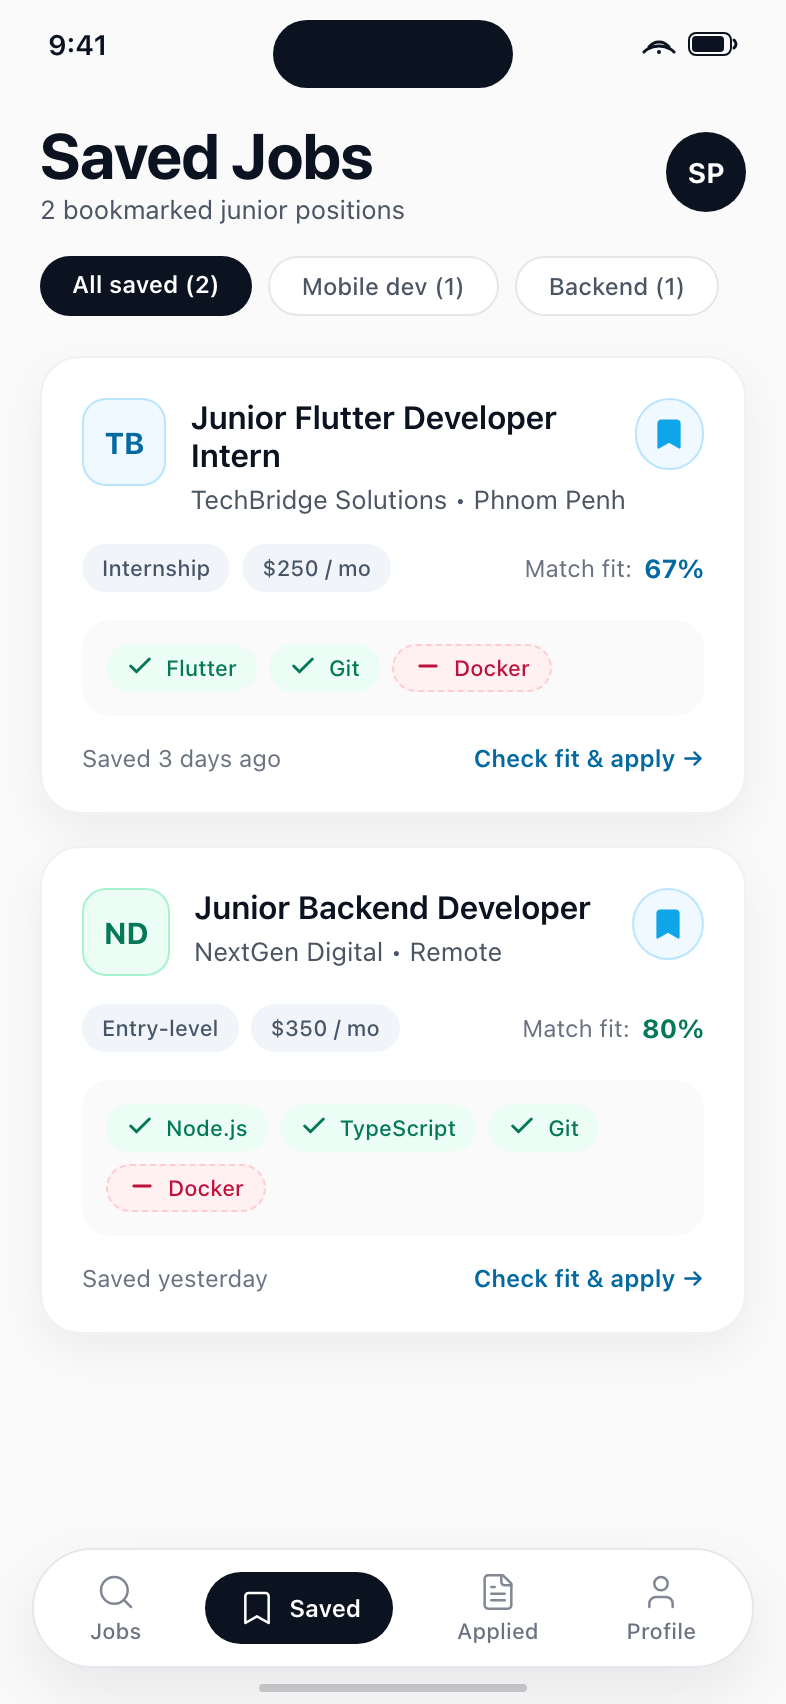 9:41
Saved Jobs
SP
2 bookmarked junior positions
All saved (2)
Mobile dev (1)
Backend (1)
TB
Junior Flutter Developer
Intern
TechBridge Solutions • Phnom Penh
Internship
$250 / mo
Match fit: 67%
Flutter
Git
Docker
Saved 3 days ago
Check fit & apply →
ND
Junior Backend Developer
NextGen Digital • Remote
Entry-level
$350 / mo
Match fit: 80%
Node.js
TypeScript
Git
Docker
Saved yesterday
Check fit & apply →
Jobs
Saved
Applied
Profile